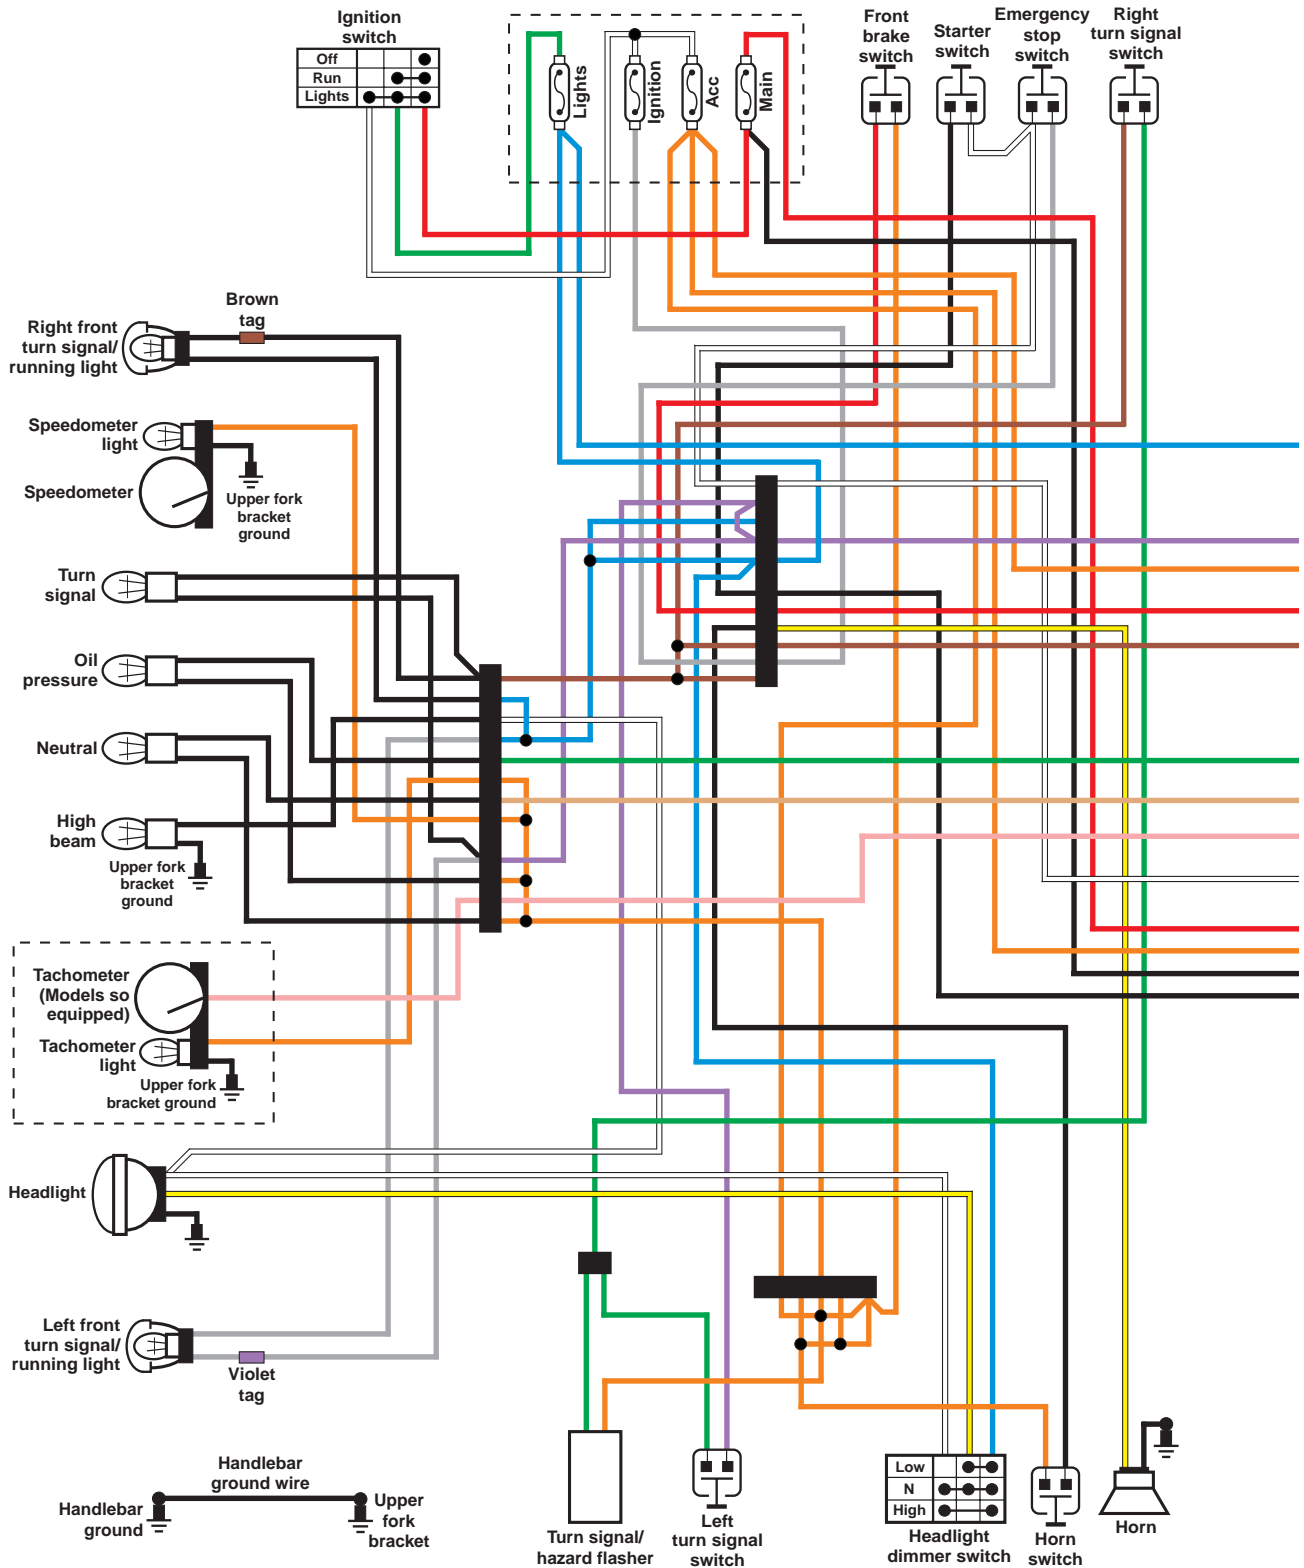 Ignition
switch
Off
Run
Lights
Lights
Ignition
Acc
Main
Front
brake
switch
Starter
switch
Emergency
stop
switch
Right
turn signal
switch
Brown
tag
Right front
turn signal/
running light
Speedometer
light
Speedometer
Upper fork
bracket
ground
Turn
signal
Oil
pressure
Neutral
High
beam
Upper fork
bracket
ground
Tachometer
(Models so
equipped)
Tachometer
light
Upper fork
bracket ground
Headlight
Left front
turn signal/
running light
Violet
tag
Handlebar
ground wire
Handlebar
ground
Upper
fork
bracket
Turn signal/
hazard flasher
Left
turn signal
switch
Low
N
High
Headlight
dimmer switch
Horn
switch
Horn